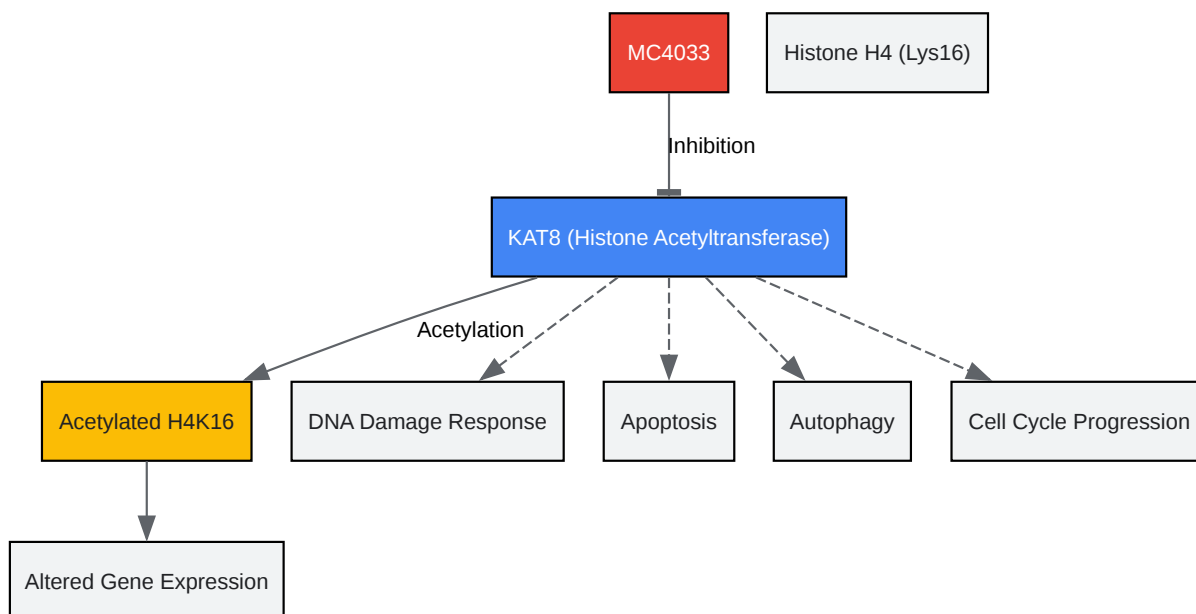 MC4033
Histone H4 (Lys16)
Inhibition
KAT8 (Histone Acetyltransferase)
Acetylation
Acetylated H4K16
DNA Damage Response
Apoptosis
Autophagy
Cell Cycle Progression
Altered Gene Expression